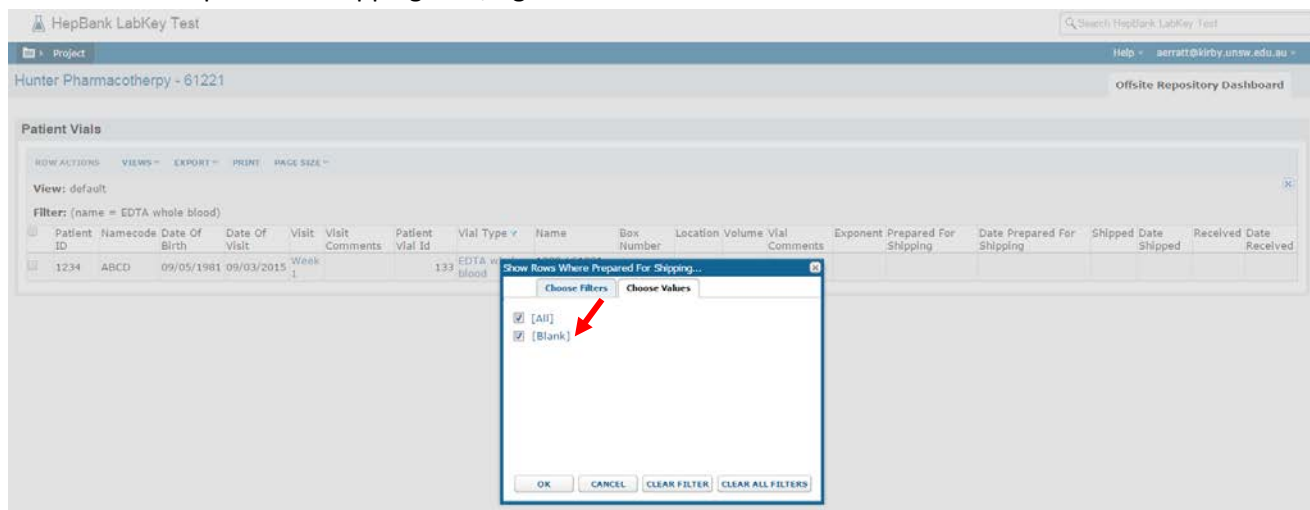 HepBank LabKey Test
Search HepBank LabKey Test
Project
Help
aerratt@kirby.unsw.edu.au
Hunter Pharmacotherpy - 61221
Offsite Repository Dashboard
Patient Vials
ROW ACTIONS VIEWS EXPORT PRINT PAGE SIZE
View: default
Filter: (name = EDTA whole blood)
Patient ID Namecode Date Of Birth Date Of Visit Visit Visit Comments Patient Vial Id Vial Type Name Box Number Location Volume Vial Comments Exponent Prepared For Shipping Date Prepared For Shipping Shipped Date Shipped Received Date Received
1234 ABCD 09/05/1981 09/03/2015 Week 1 133 EDTA blood
Show Rows Where Prepared For Shipping...
Choose Filters Choose Values
[All]
[Blank]
OK CANCEL CLEAR FILTER CLEAR ALL FILTERS